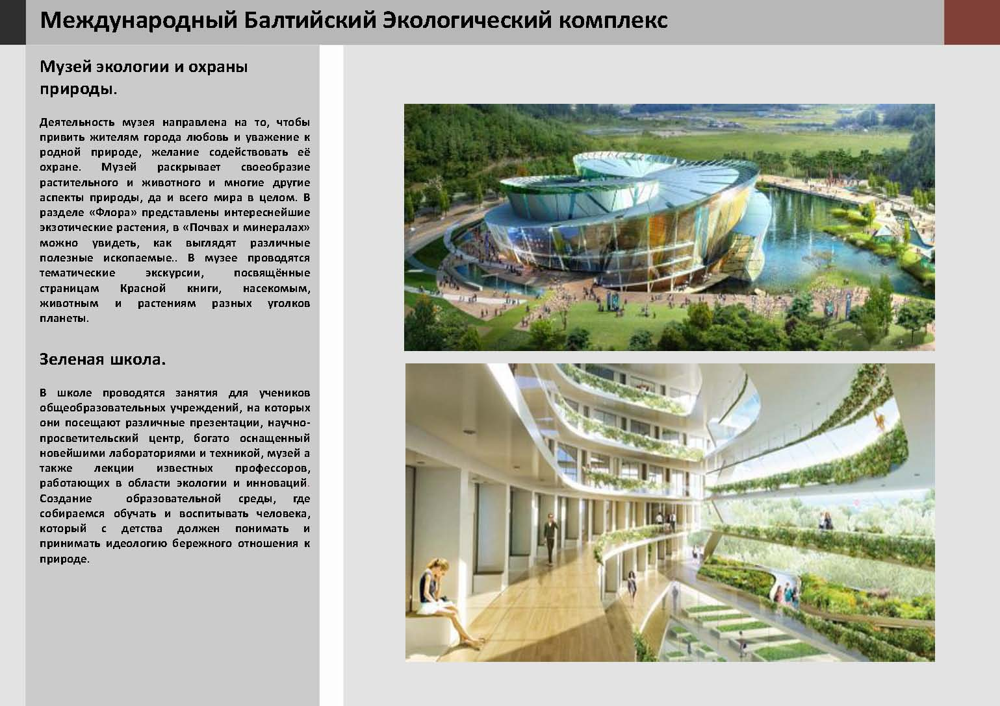 Международный Балтийский Экологический комплекс
Музей экологии и охраны
природы.
Деятельность музея направлена на то, чтобы
привить жителям города любовь и уважение к
родной природе, желание содействовать её
охране. Музей раскрывает своеобразие
растительного и животного и многие другие
аспекты природы, да и всего мира в целом. В
разделе «Флора» представлены интереснейшие
экзотические растения, в «Почвах и минералах»
можно увидеть, как выглядят различные
полезные ископаемые.. В музее проводятся
тематические экскурсии, посвящённые
страницам Красной книги, насекомым,
животным и растениям разных уголков
планеты.
Зеленая школа.
В школе проводятся занятия для учеников
общеобразовательных учреждений, на которых
они посещают различные презентации, научно-
просветительский центр, богато оснащенный
новейшими лабораториями и техникой, музей а
также лекции известных профессоров,
работающих в области экологии и инноваций.
Создание образовательной среды, где
собираемся обучать и воспитывать человека,
который с детства должен понимать и
принимать идеологию бережного отношения к
природе.